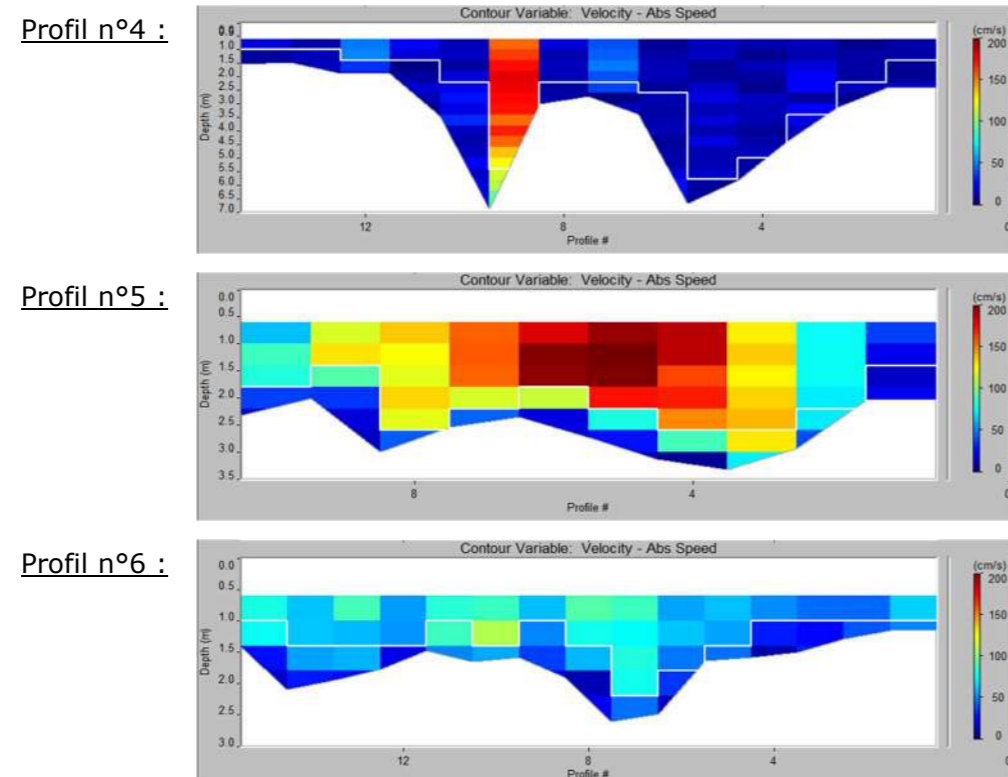 Profil n°4 :
Contour Variable: Velocity - Abs Speed
(cm/s)
200
150
100
50
0
Depth (m)
1.0
1.5
2.0
2.5
3.0
3.5
4.0
4.5
5.0
5.5
6.0
6.5
7.0
12 8 4
Profile #
Profil n°5 :
Contour Variable: Velocity - Abs Speed
(cm/s)
200
150
100
50
0
Depth (m)
0.0
0.5
1.0
1.5
2.0
2.5
3.0
3.5
8 4
Profile #
Profil n°6 :
Contour Variable: Velocity - Abs Speed
(cm/s)
200
150
100
50
0
Depth (m)
0.0
0.5
1.0
1.5
2.0
2.5
3.0
12 8 4
Profile #